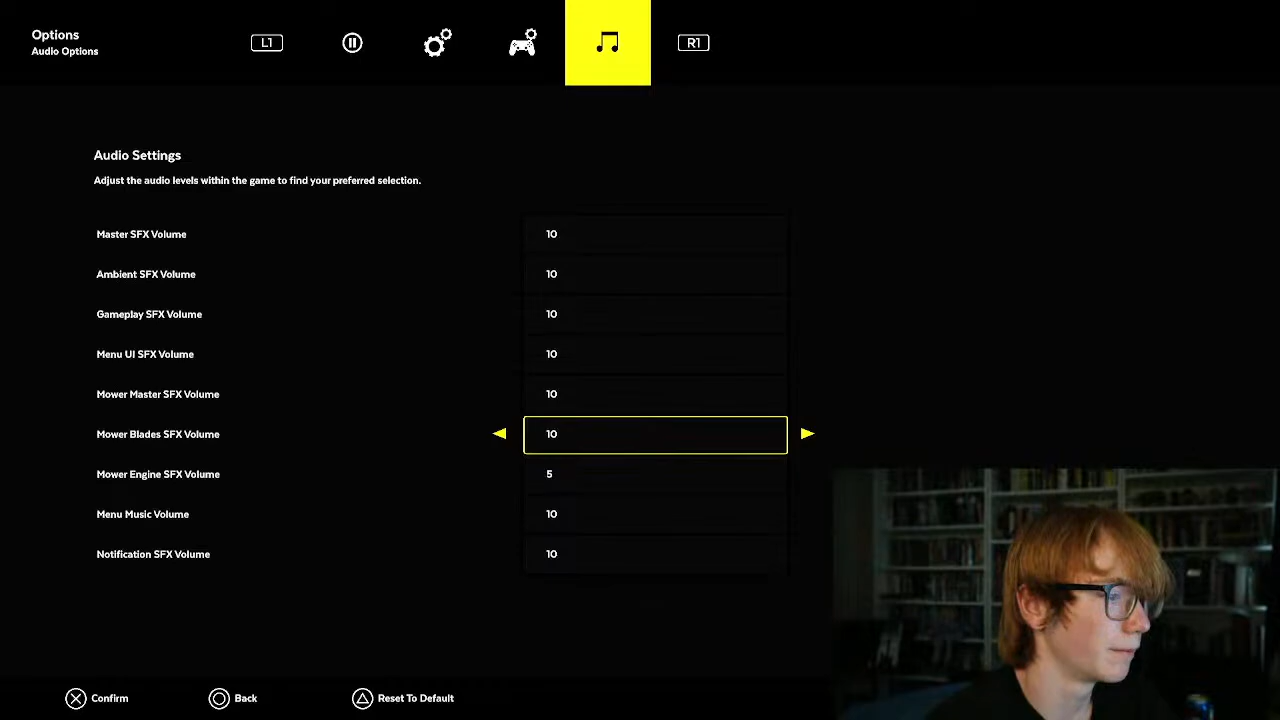 Options
Audio Options
L1
R1
Audio Settings
Adjust the audio levels within the game to find your preferred selection.
Master SFX Volume 10
Ambient SFX Volume 10
Gameplay SFX Volume 10
Menu UI SFX Volume 10
Mower Master SFX Volume 10
Mower Blades SFX Volume 10
Mower Engine SFX Volume 5
Menu Music Volume 10
Notification SFX Volume 10
Confirm Back Reset To Default